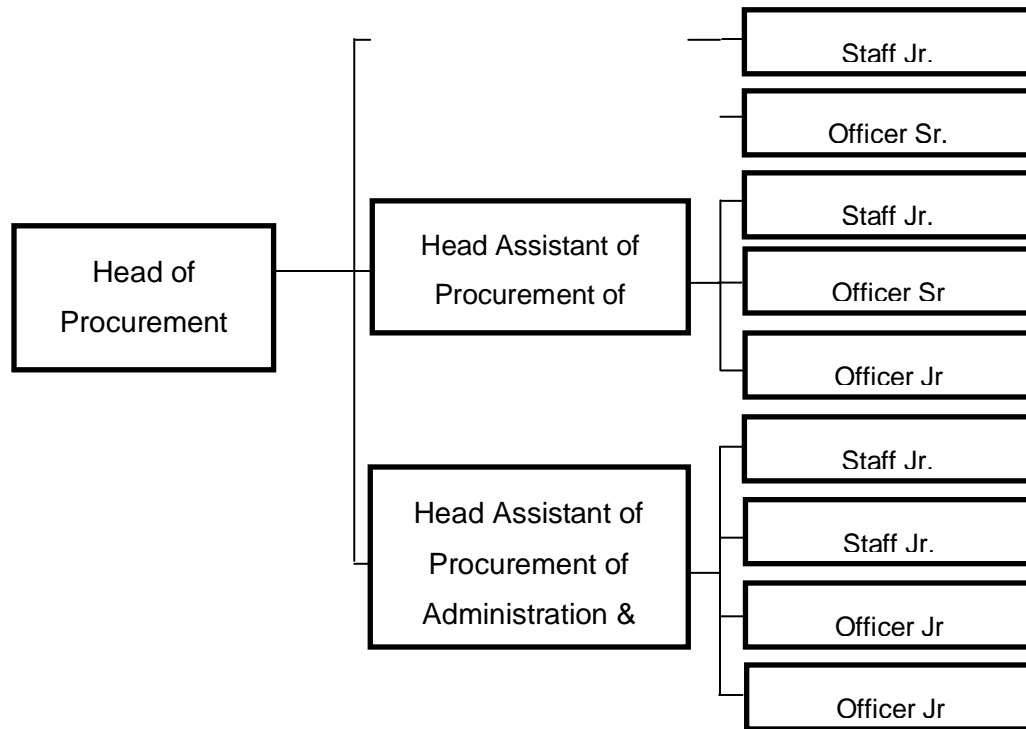 Staff Jr.
Officer Sr.
Staff Jr.
Head of
Procurement
Head Assistant of
Procurement of
Officer Sr
Officer Jr
Staff Jr.
Head Assistant of
Procurement of
Administration &
Staff Jr.
Officer Jr
Officer Jr